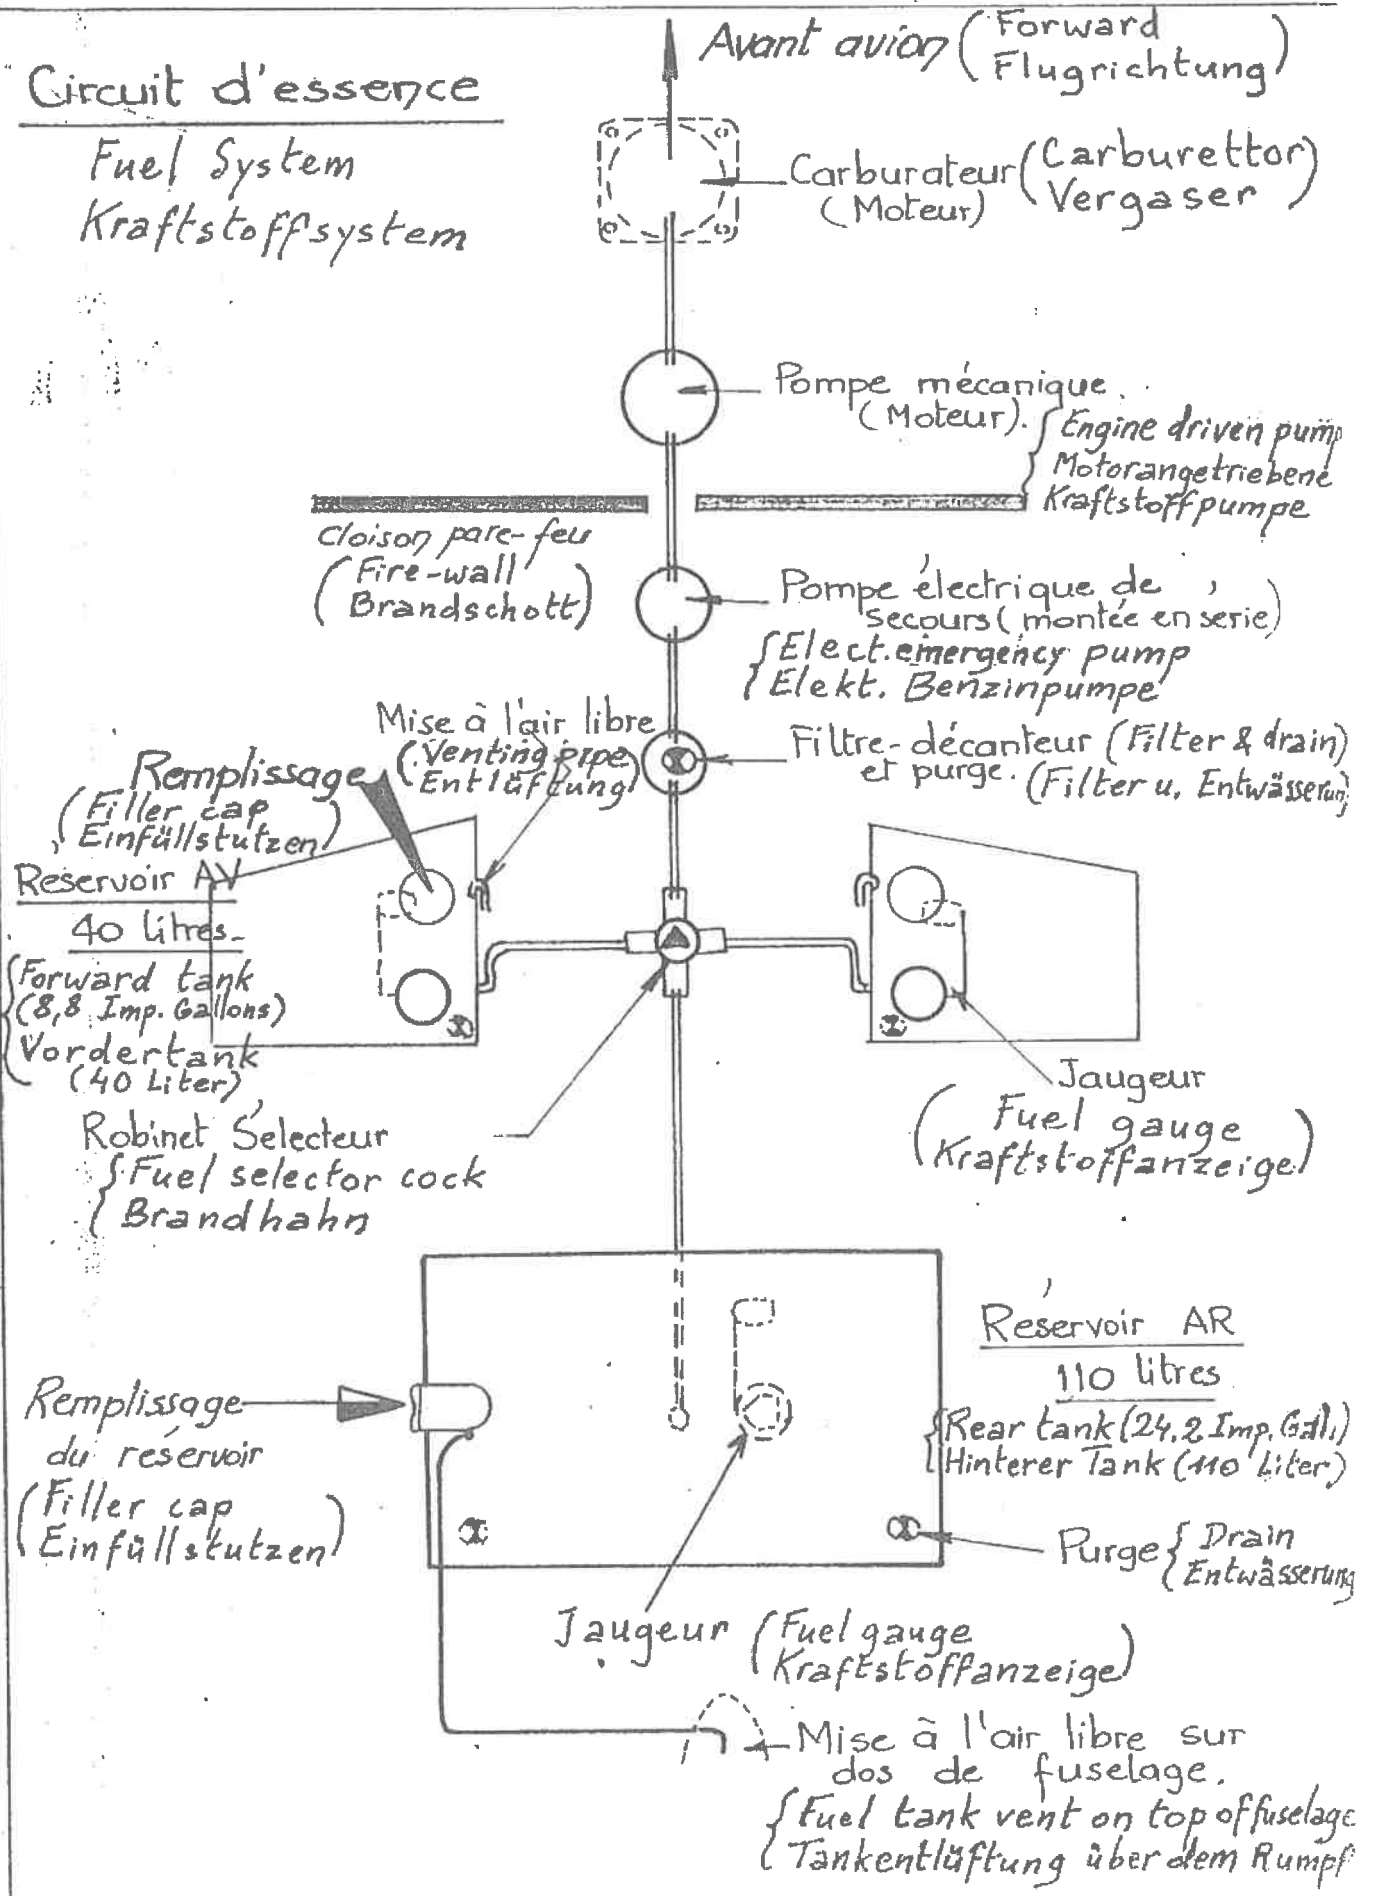 Circuit d'essence
Fuel System
Kraftstoffsystem
Avant avion (Forward
Flugrichtung)
Carburateur (Carburettor
(Moteur) Vergaser)
Pompe mécanique.
(Moteur).
Engine driven pump
Motorangetriebene
Kraftstoffpumpe
Cloison pare-feu
(Fire-wall
Brandschott)
Pompe électrique de
secours (montée en série)
Elect. emergency pump
Elekt. Benzinpumpe
Mise à l'air libre
(Venting pipe
Entlüftung)
Filtre-décanteur (Filter & drain)
et purge. (Filter u. Entwässerung
Remplissage
(Filler cap
Einfüllstutzen)
Réservoir AV
40 litres
Forward tank
(8,8 Imp. Gallons)
Vordertank
(40 Liter)
Robinet Sélecteur
Fuel selector cock
Brandhahn
Jaugeur
(Fuel gauge
Kraftstoffanzeige)
Réservoir AR
110 litres
Rear tank (24,2 Imp. Gall.)
Hinterer Tank (110 Liter)
Remplissage
du réservoir
(Filler cap
Einfüllstutzen)
Purge { Drain
Entwässerung
Jaugeur (Fuel gauge
Kraftstoffanzeige)
Mise à l'air libre sur
dos de fuselage.
Fuel tank vent on top of fuselage
Tankentlüftung über dem Rumpf